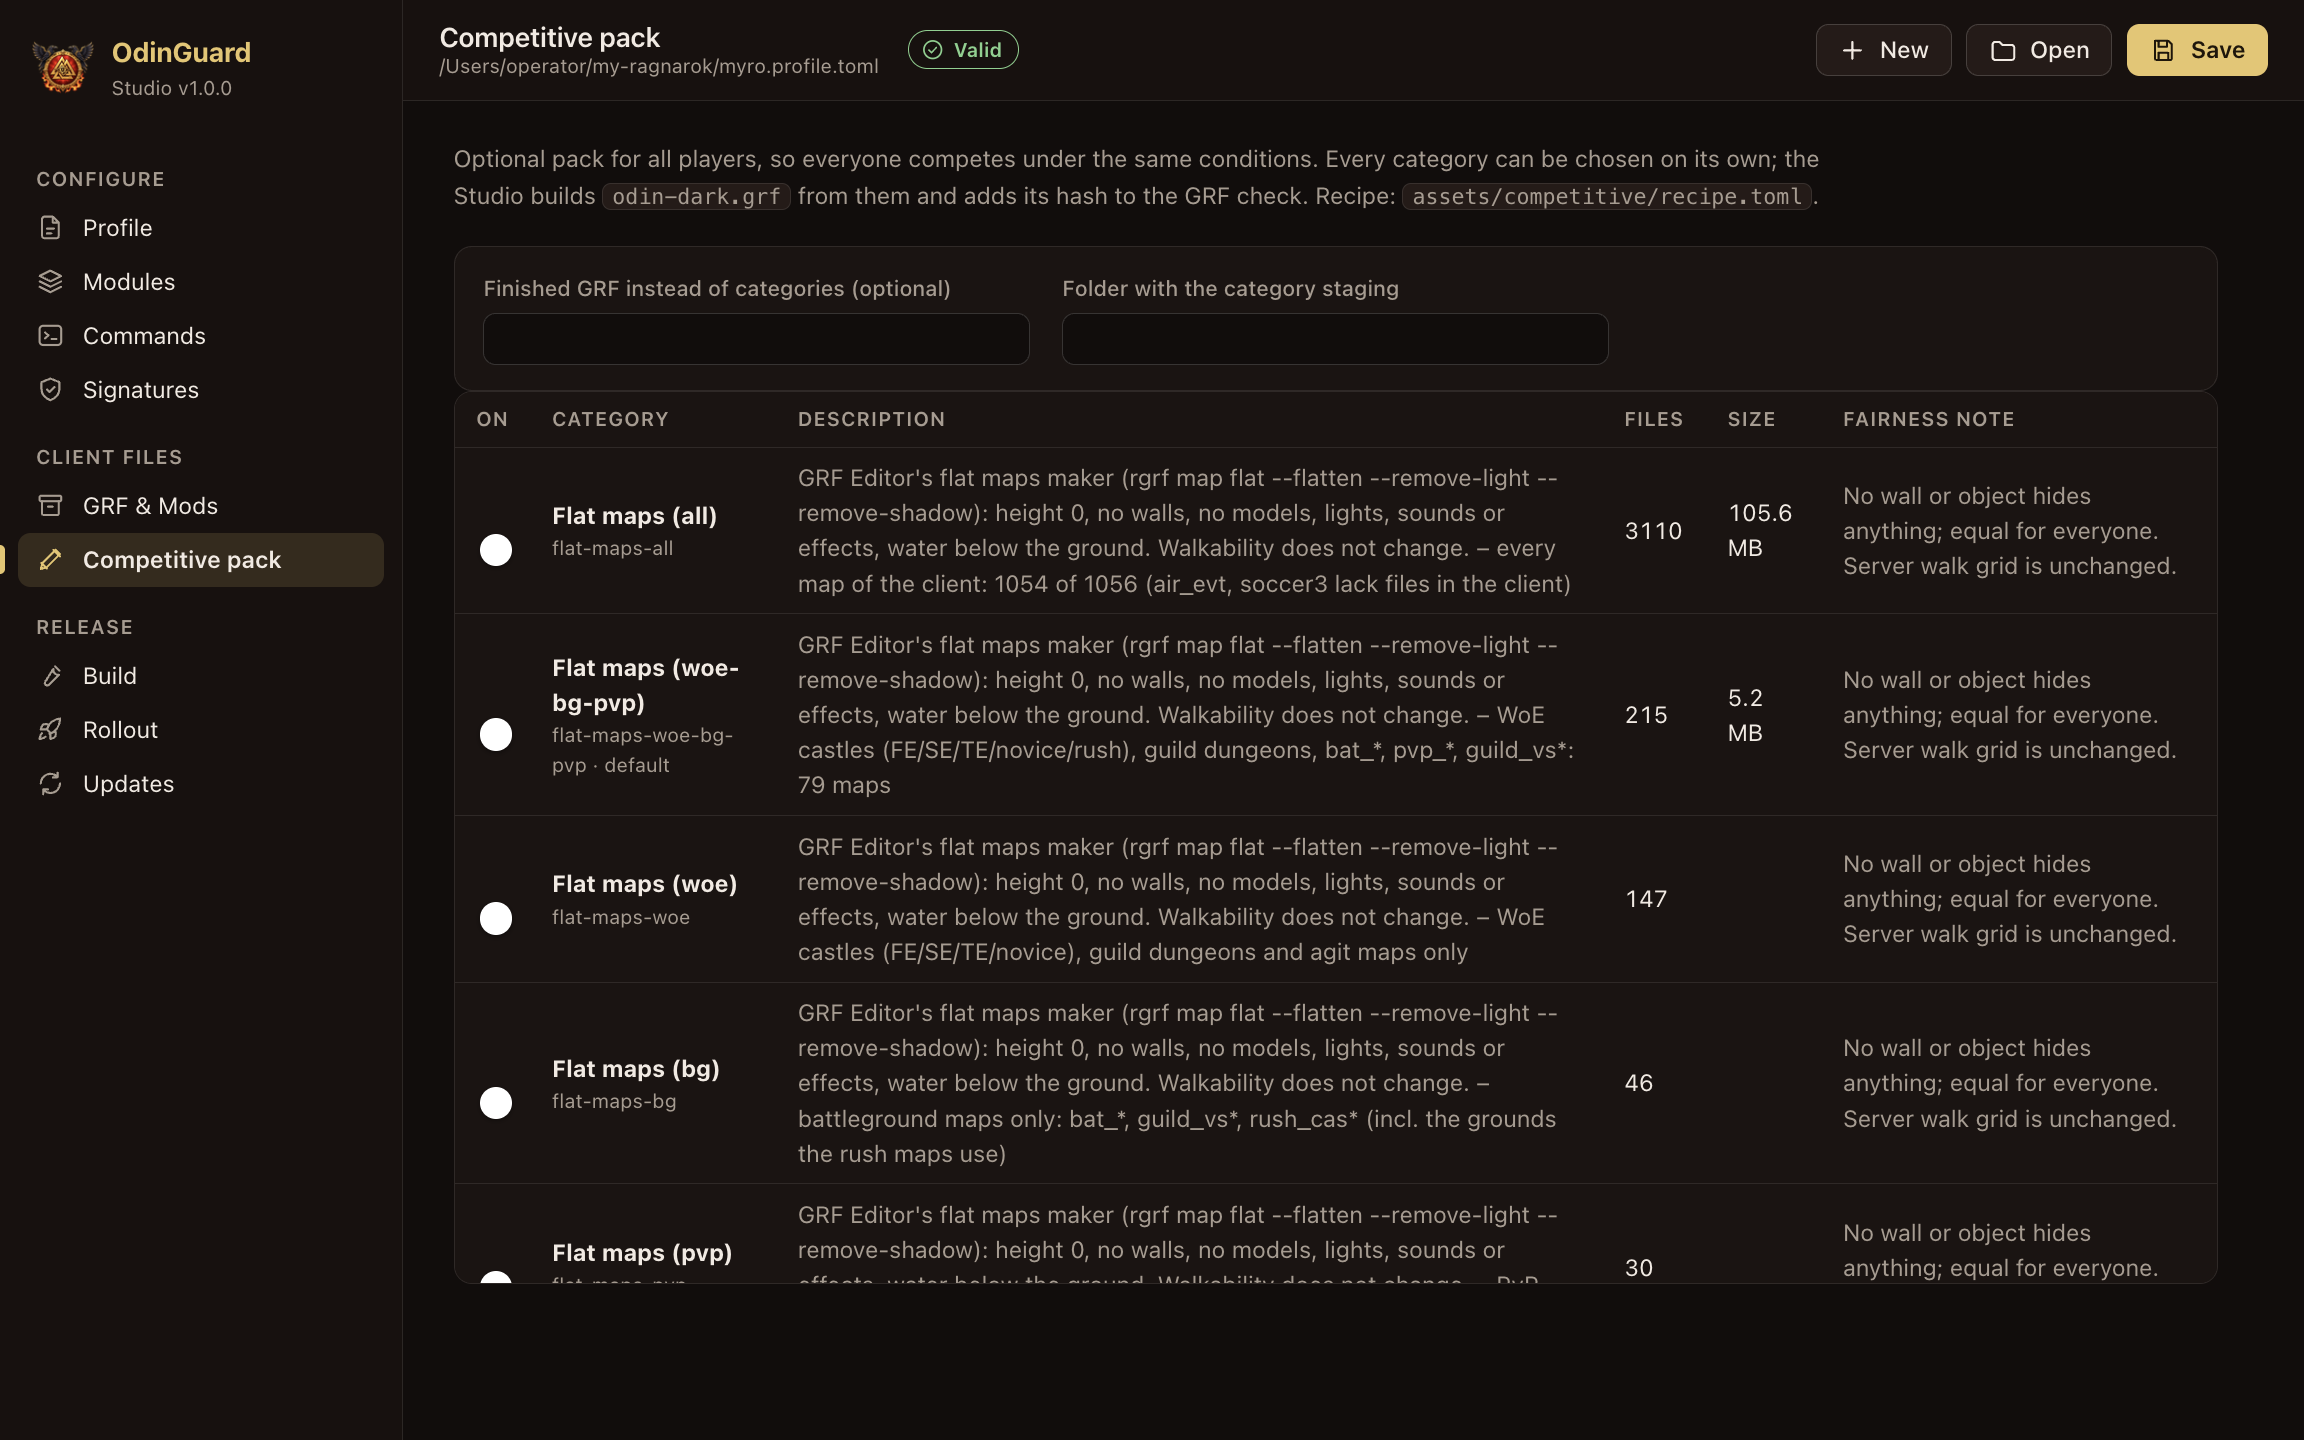 OdinGuard
Studio v1.0.0
CONFIGURE
Profile
Modules
Commands
Signatures
CLIENT FILES
GRF & Mods
Competitive pack
RELEASE
Build
Rollout
Updates
Competitive pack
/Users/operator/my-ragnarok/myro.profile.toml
Valid
New
Open
Save
Optional pack for all players, so everyone competes under the same conditions. Every category can be chosen on its own; the
Studio builds odin-dark.grf from them and adds its hash to the GRF check. Recipe: assets/competitive/recipe.toml.
Finished GRF instead of categories (optional)
Folder with the category staging
ON CATEGORY DESCRIPTION FILES SIZE FAIRNESS NOTE
Flat maps (all)
flat-maps-all
GRF Editor's flat maps maker (rgrf map flat --flatten --remove-light --
remove-shadow): height 0, no walls, no models, lights, sounds or
effects, water below the ground. Walkability does not change. – every
map of the client: 1054 of 1056 (air_evt, soccer3 lack files in the client)
3110
105.6
MB
No wall or object hides
anything; equal for everyone.
Server walk grid is unchanged.
Flat maps (woe-
bg-pvp)
flat-maps-woe-bg-
pvp · default
GRF Editor's flat maps maker (rgrf map flat --flatten --remove-light --
remove-shadow): height 0, no walls, no models, lights, sounds or
effects, water below the ground. Walkability does not change. – WoE
castles (FE/SE/TE/novice/rush), guild dungeons, bat_*, pvp_*, guild_vs*:
79 maps
215
5.2
MB
No wall or object hides
anything; equal for everyone.
Server walk grid is unchanged.
Flat maps (woe)
flat-maps-woe
GRF Editor's flat maps maker (rgrf map flat --flatten --remove-light --
remove-shadow): height 0, no walls, no models, lights, sounds or
effects, water below the ground. Walkability does not change. – WoE
castles (FE/SE/TE/novice), guild dungeons and agit maps only
147
No wall or object hides
anything; equal for everyone.
Server walk grid is unchanged.
Flat maps (bg)
flat-maps-bg
GRF Editor's flat maps maker (rgrf map flat --flatten --remove-light --
remove-shadow): height 0, no walls, no models, lights, sounds or
effects, water below the ground. Walkability does not change. –
battleground maps only: bat_*, guild_vs*, rush_cas* (incl. the grounds
the rush maps use)
46
No wall or object hides
anything; equal for everyone.
Server walk grid is unchanged.
Flat maps (pvp)
flat-maps-pvp
GRF Editor's flat maps maker (rgrf map flat --flatten --remove-light --
remove-shadow): height 0, no walls, no models, lights, sounds or
effects, water below the ground. Walkability does not change. – PvP
30
No wall or object hides
anything; equal for everyone.